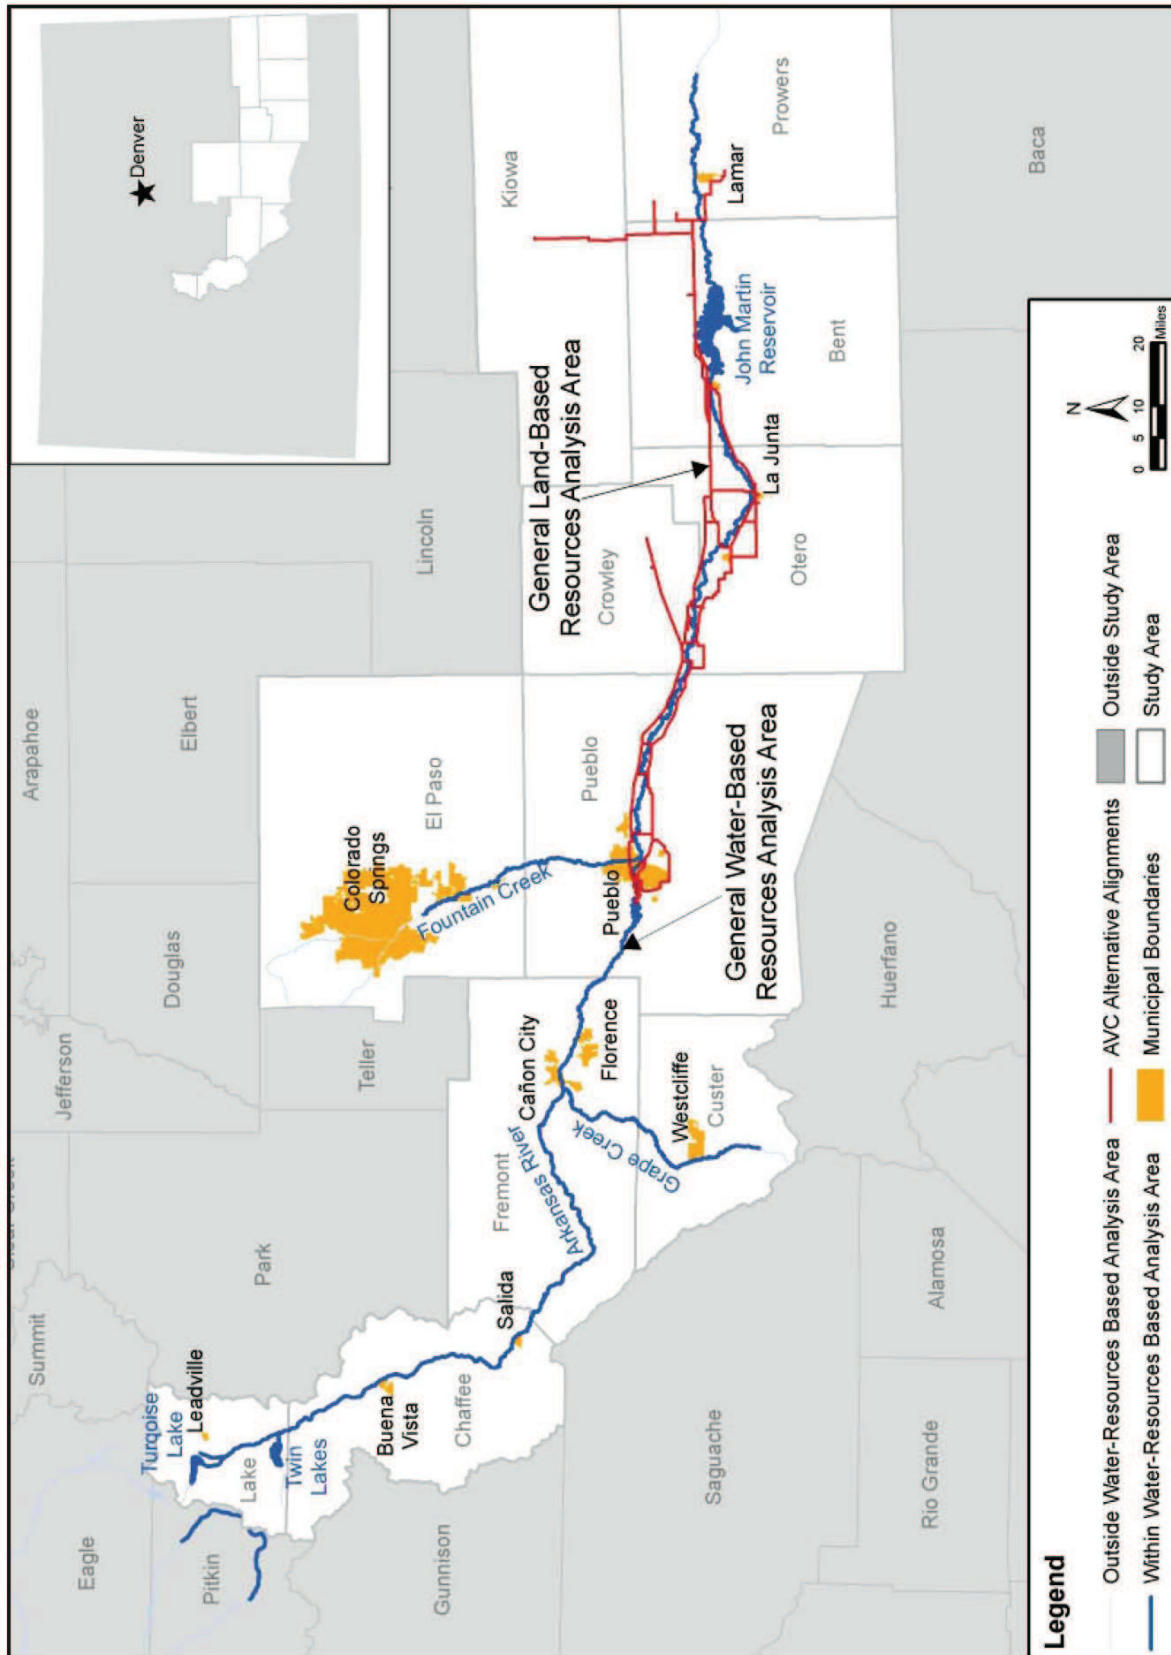 Summit
Jefferson
Arapahoe
Eagle
Turqoise
Lake
Leadville
Douglas
Elbert
Denver
Pitkin
Lake
Park
Twin
Lakes
Teller
Colorado
Springs
El Paso
Lincoln
Kiowa
Buena
Vista
Chaffee
Gunnison
Salida
Fremont
Arkansas River
Cañon City
Florence
Fountain Creek
Pueblo
Pueblo
Crowley
General Land-Based
Resources Analysis Area
Grape Creek
Westcliffe
Custer
General Water-Based
Resources Analysis Area
Otero
La Junta
John Martin
Reservoir
Bent
Lamar
Prowers
Saguache
Huerfano
Baca
Rio Grande
Alamosa
Legend
Outside Water-Resources Based Analysis Area
Within Water-Resources Based Analysis Area
AVC Alternative Alignments
Municipal Boundaries
Outside Study Area
Study Area
N
0 5 10 20
Miles